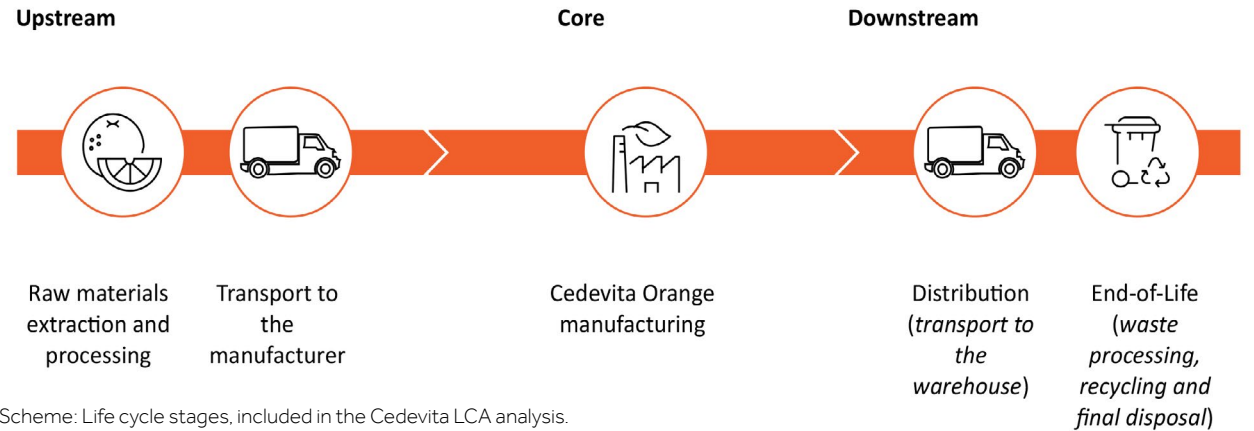 Upstream
Core
Downstream
Raw materials
extraction and
processing
Transport to
the
manufacturer
Cedevita Orange
manufacturing
Distribution
(transport to
the
warehouse)
End-of-Life
(waste
processing,
recycling and
final disposal)
Scheme: Life cycle stages, included in the Cedevita LCA analysis.